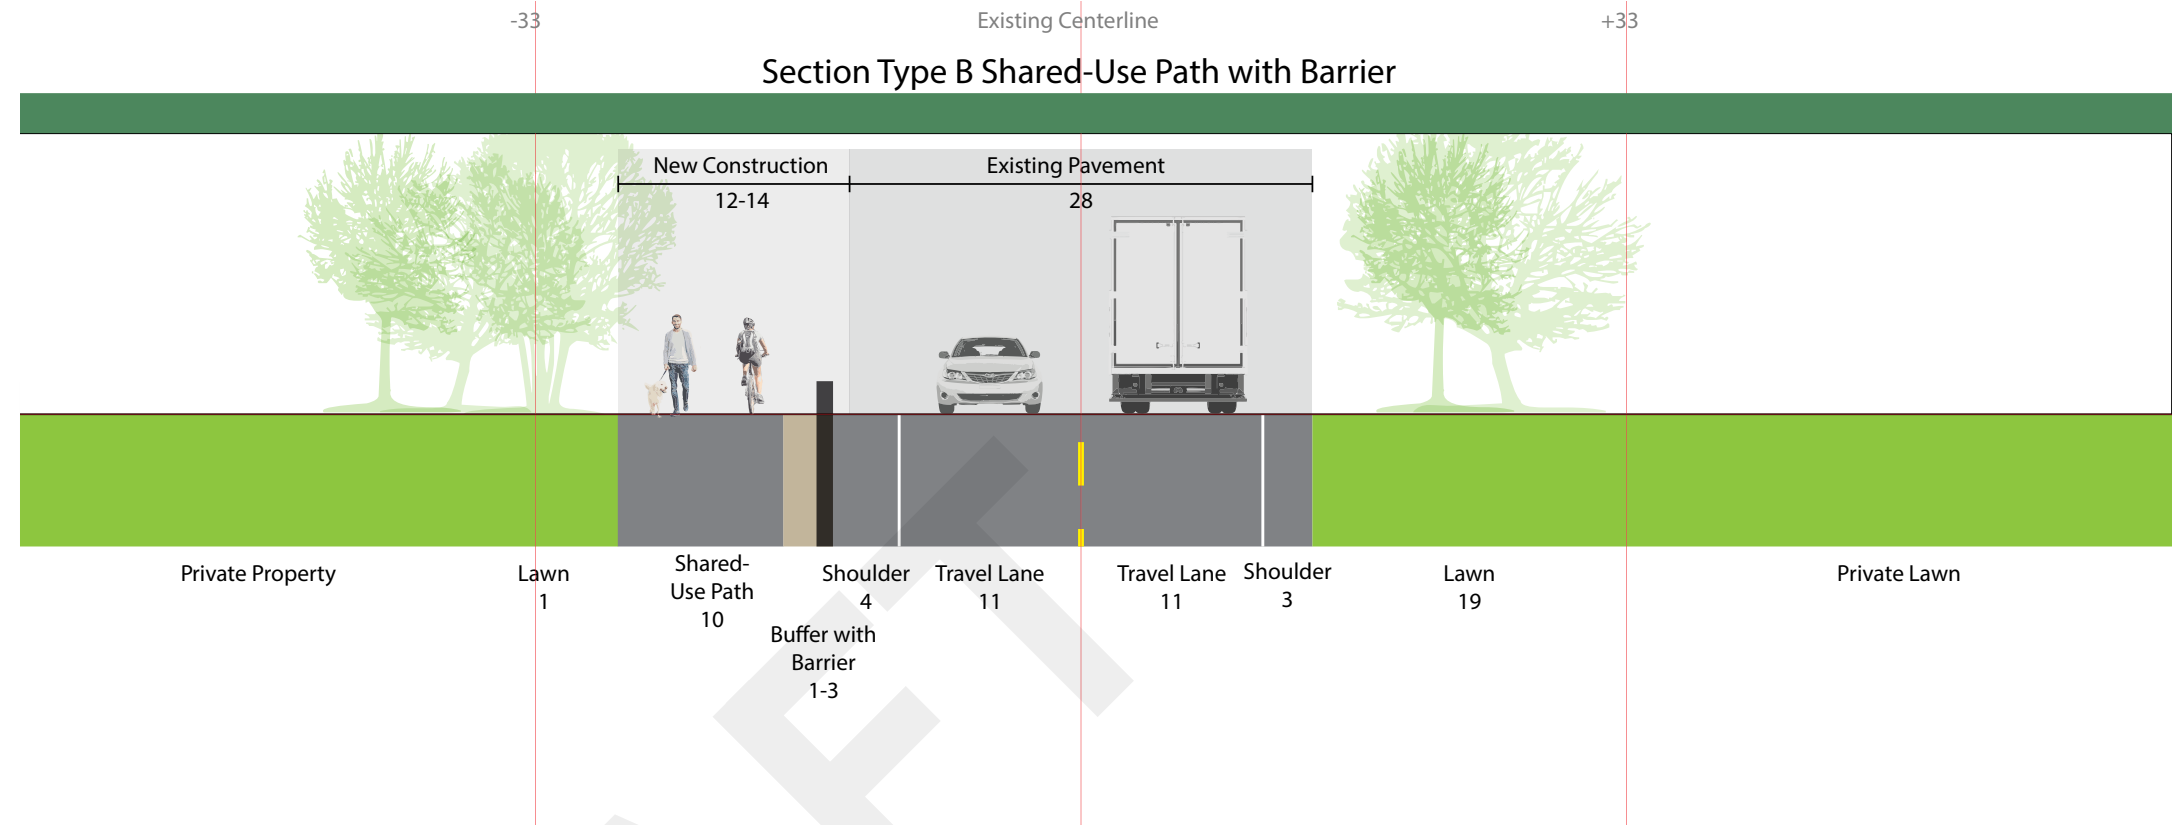 -33
Existing Centerline
+33
Section Type B Shared-Use Path with Barrier
New Construction
12-14
Existing Pavement
28
Private Property
Lawn
1
Shared-
Use Path
10
Buffer with
Barrier
1-3
Shoulder
4
Travel Lane
11
Travel Lane
11
Shoulder
3
Lawn
19
Private Lawn